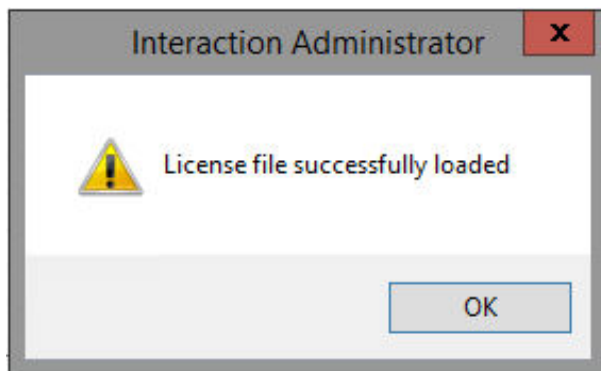 Interaction Administrator
License file successfully loaded
OK